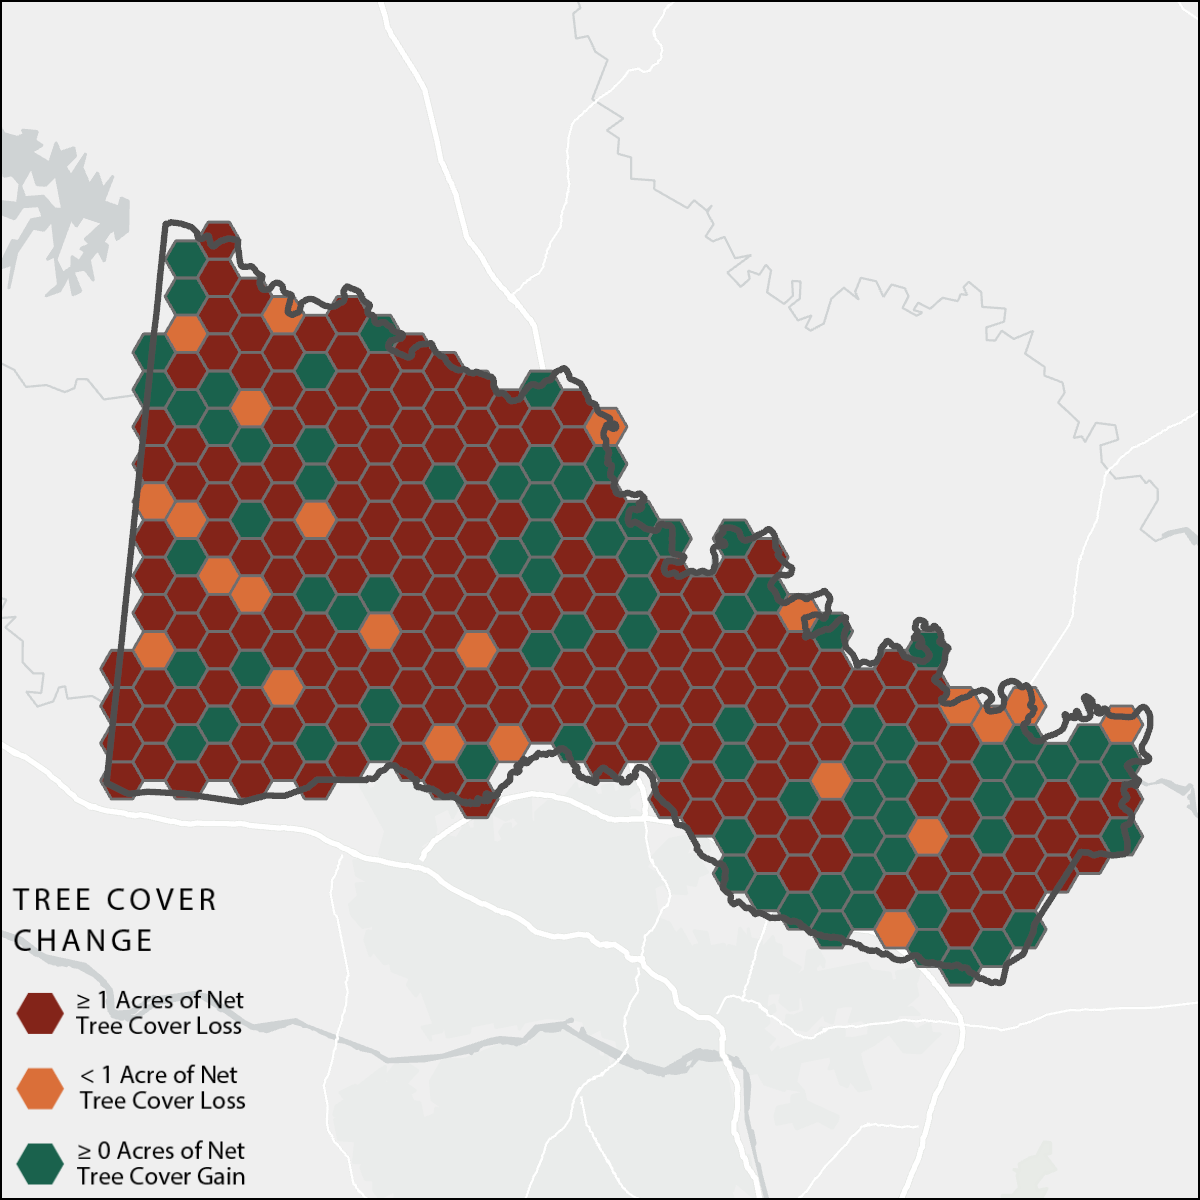 TREE COVER
CHANGE
≥ 1 Acres of Net
Tree Cover Loss
< 1 Acre of Net
Tree Cover Loss
≥ 0 Acres of Net
Tree Cover Gain